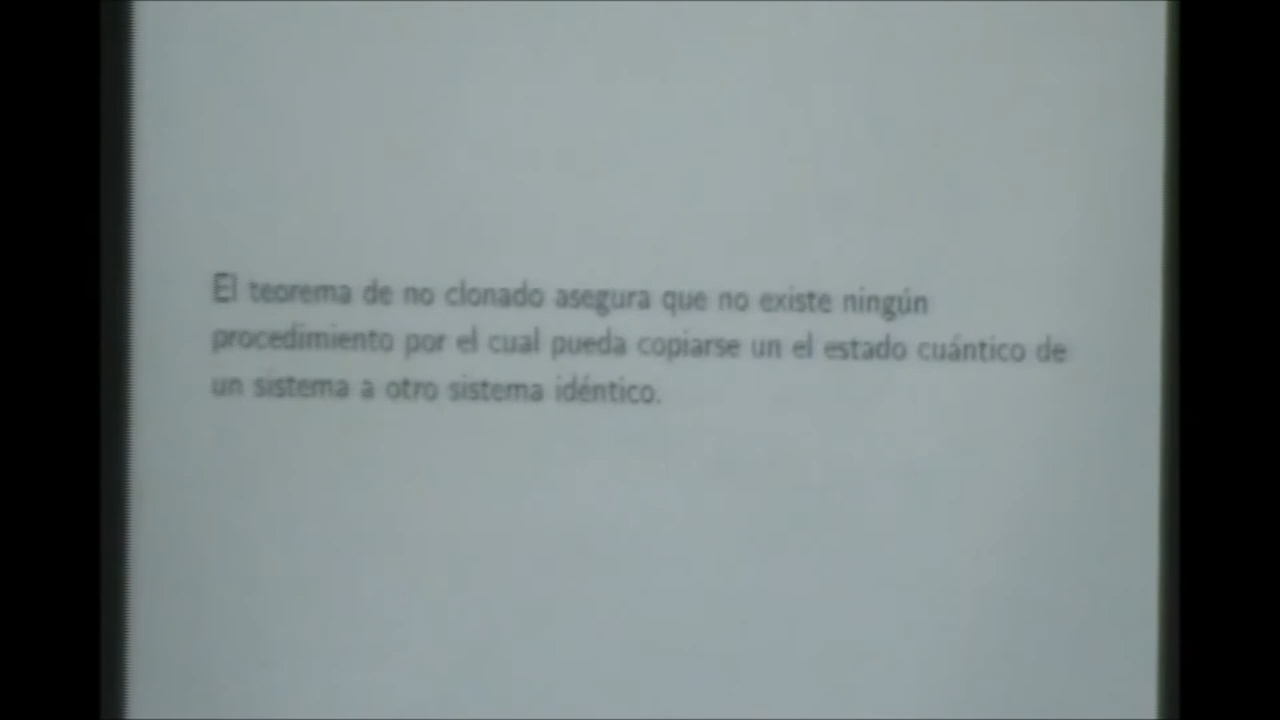 El teorema de no clonado asegura que no existe ningún
procedimiento por el cual pueda copiarse un el estado cuántico de
un sistema a otro sistema idéntico.